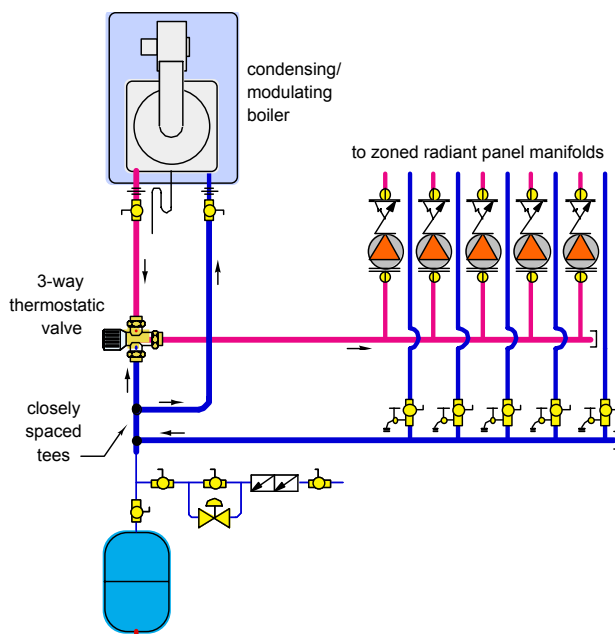 condensing/
modulating
boiler
to zoned radiant panel manifolds
3-way
thermostatic
valve
closely
spaced
tees